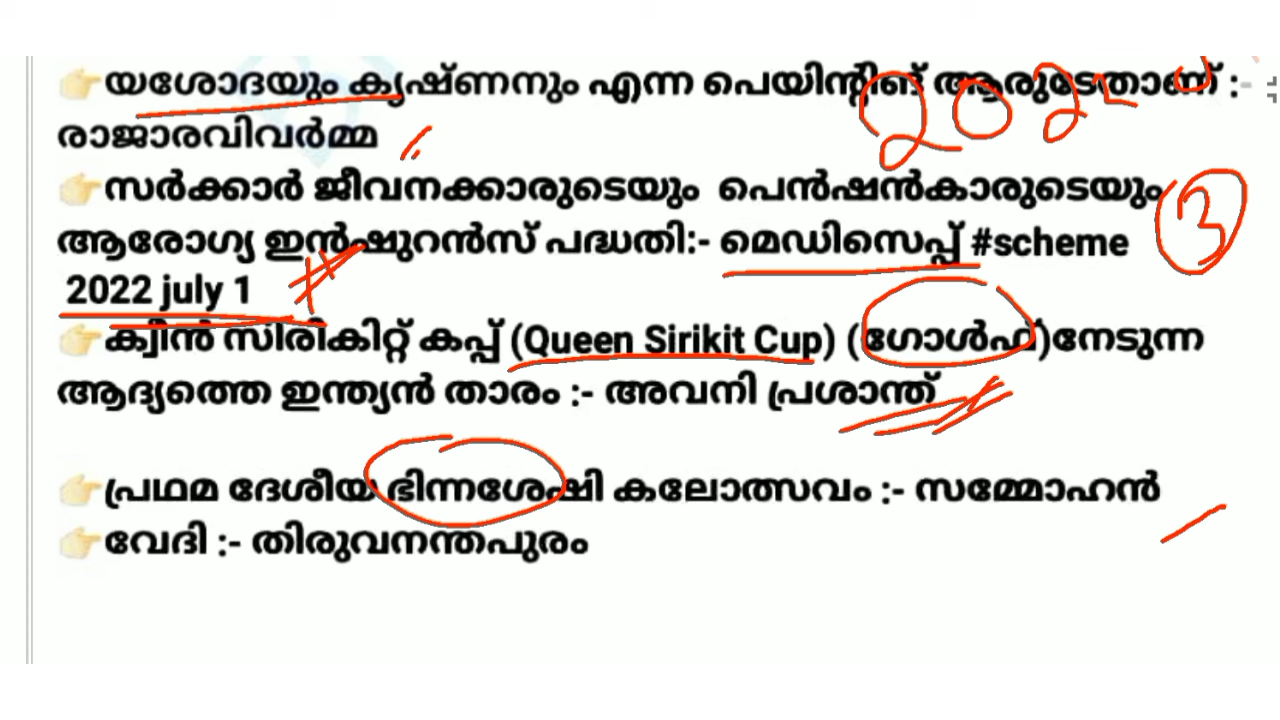 👉യശോദയും കൃഷ്ണനും എന്ന പെയിന്റിങ് ആരുടേതാണ് :-
രാജാരവിവർമ്മ
👉സർക്കാർ ജീവനക്കാരുടെയും പെൻഷൻകാരുടെയും
ആരോഗ്യ ഇൻഷുറൻസ് പദ്ധതി:- മെഡിസെപ്പ് #scheme
2022 july 1
👉ക്വീൻ സിരികിറ്റ് കപ്പ് (Queen Sirikit Cup) (ഗോൾഫ്)നേടുന്ന
ആദ്യത്തെ ഇന്ത്യൻ താരം :- അവനി പ്രശാന്ത്
👉പ്രഥമ ദേശീയ ഭിന്നശേഷി കലോത്സവം :- സമ്മോഹൻ
👉വേദി :- തിരുവനന്തപുരം
202
3